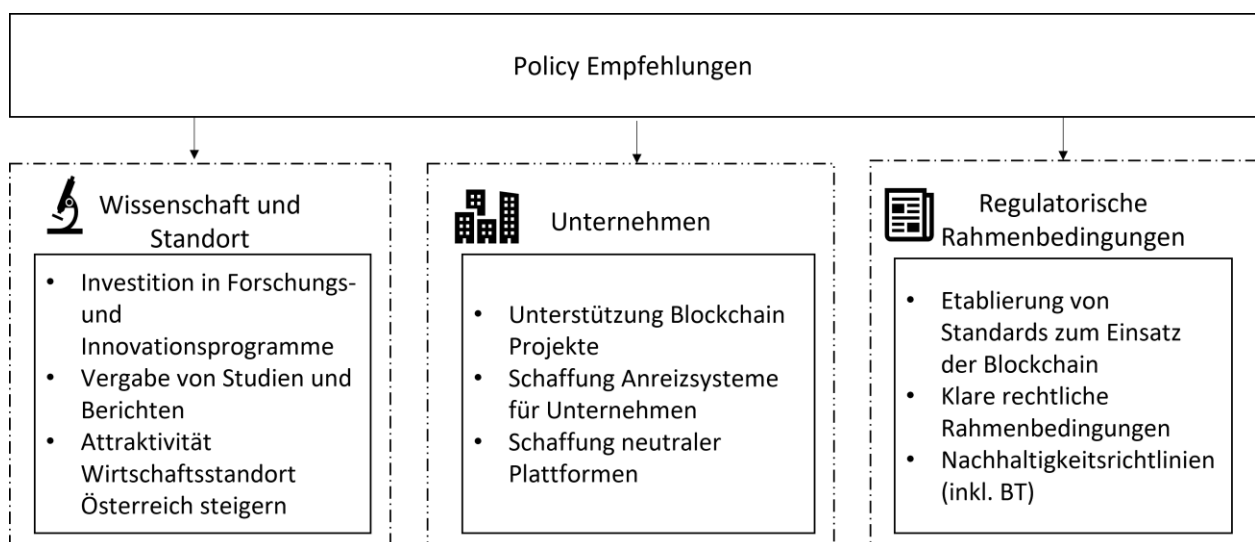 Policy Empfehlungen
Wissenschaft und
Standort
• Investition in Forschungs-
und
Innovationsprogramme
• Vergabe von Studien und
Berichten
• Attraktivität
Wirtschaftsstandort
Österreich steigern
Unternehmen
• Unterstützung Blockchain
Projekte
• Schaffung Anreizsysteme
für Unternehmen
• Schaffung neutraler
Plattformen
Regulatorische
Rahmenbedingungen
• Etablierung von
Standards zum Einsatz
der Blockchain
• Klare rechtliche
Rahmenbedingungen
• Nachhaltigkeitsrichtlinien
(inkl. BT)